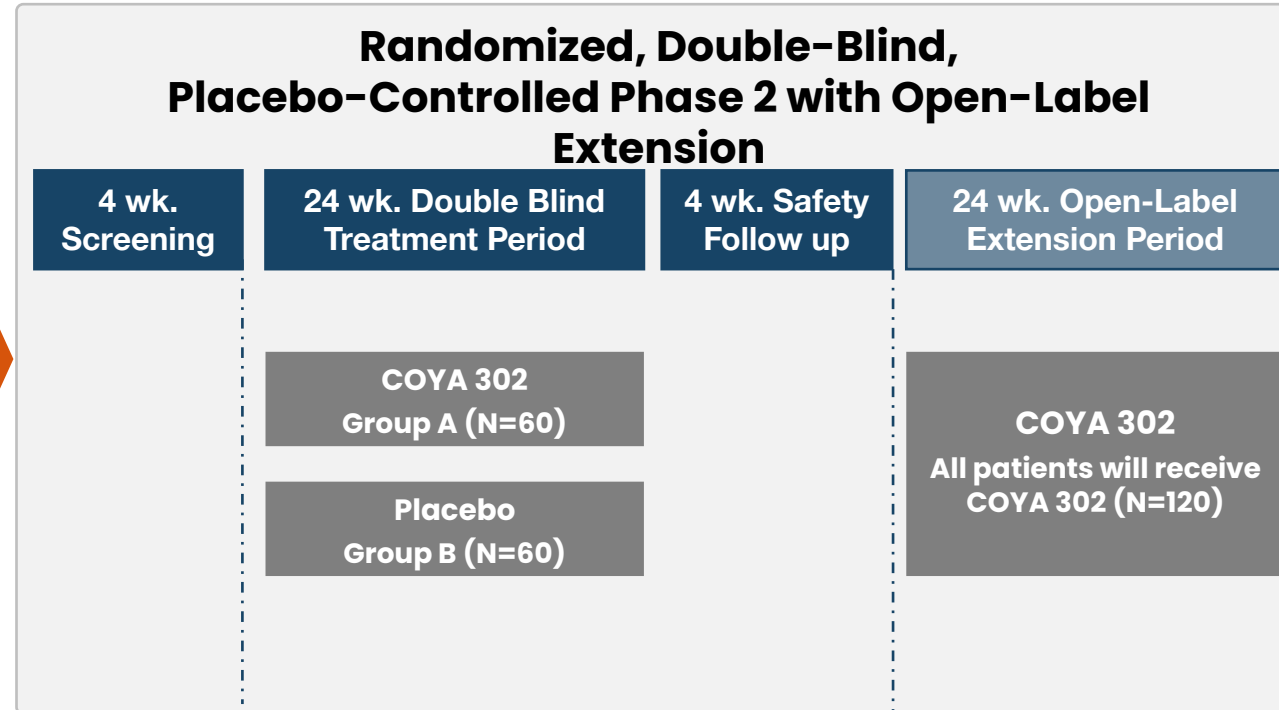 Randomized, Double-Blind,
Placebo-Controlled Phase 2 with Open-Label
Extension
4 wk.
Screening
24 wk. Double Blind
Treatment Period
4 wk. Safety
Follow up
24 wk. Open-Label
Extension Period
COYA 302
Group A (N=60)
Placebo
Group B (N=60)
COYA 302
All patients will receive
COYA 302 (N=120)